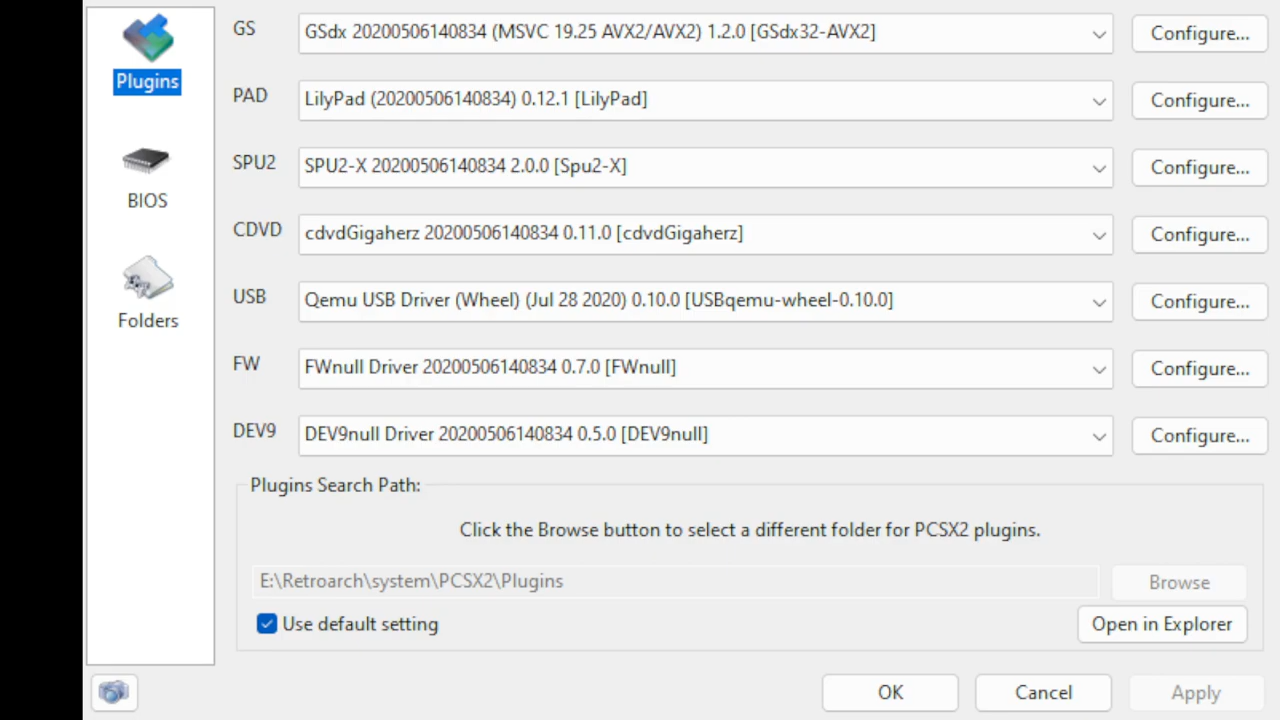 Plugins
BIOS
Folders
GS
GSdx 20200506140834 (MSVC 19.25 AVX2/AVX2) 1.2.0 [GSdx32-AVX2]
Configure...
PAD
LilyPad (20200506140834) 0.12.1 [LilyPad]
Configure...
SPU2
SPU2-X 20200506140834 2.0.0 [Spu2-X]
Configure...
CDVD
cdvdGigaherz 20200506140834 0.11.0 [cdvdGigaherz]
Configure...
USB
Qemu USB Driver (Wheel) (Jul 28 2020) 0.10.0 [USBqemu-wheel-0.10.0]
Configure...
FW
FWnull Driver 20200506140834 0.7.0 [FWnull]
Configure...
DEV9
DEV9null Driver 20200506140834 0.5.0 [DEV9null]
Configure...
Plugins Search Path:
Click the Browse button to select a different folder for PCSX2 plugins.
E:\Retroarch\system\PCSX2\Plugins
Browse
Use default setting
Open in Explorer
OK
Cancel
Apply